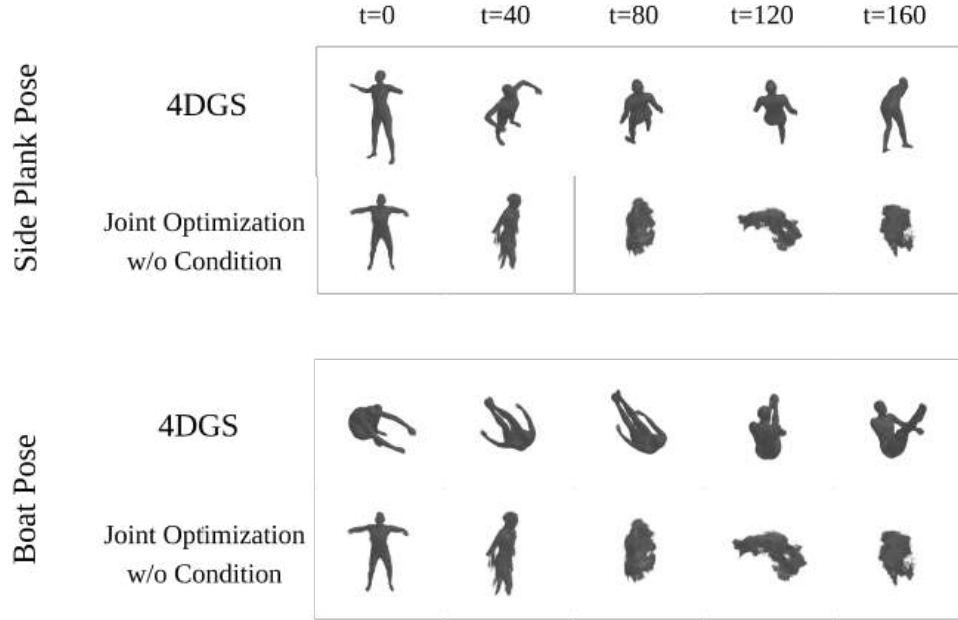 t=0 t=40 t=80 t=120 t=160
Side Plank Pose
4DGS
Joint Optimization
w/o Condition
Boat Pose
4DGS
Joint Optimization
w/o Condition